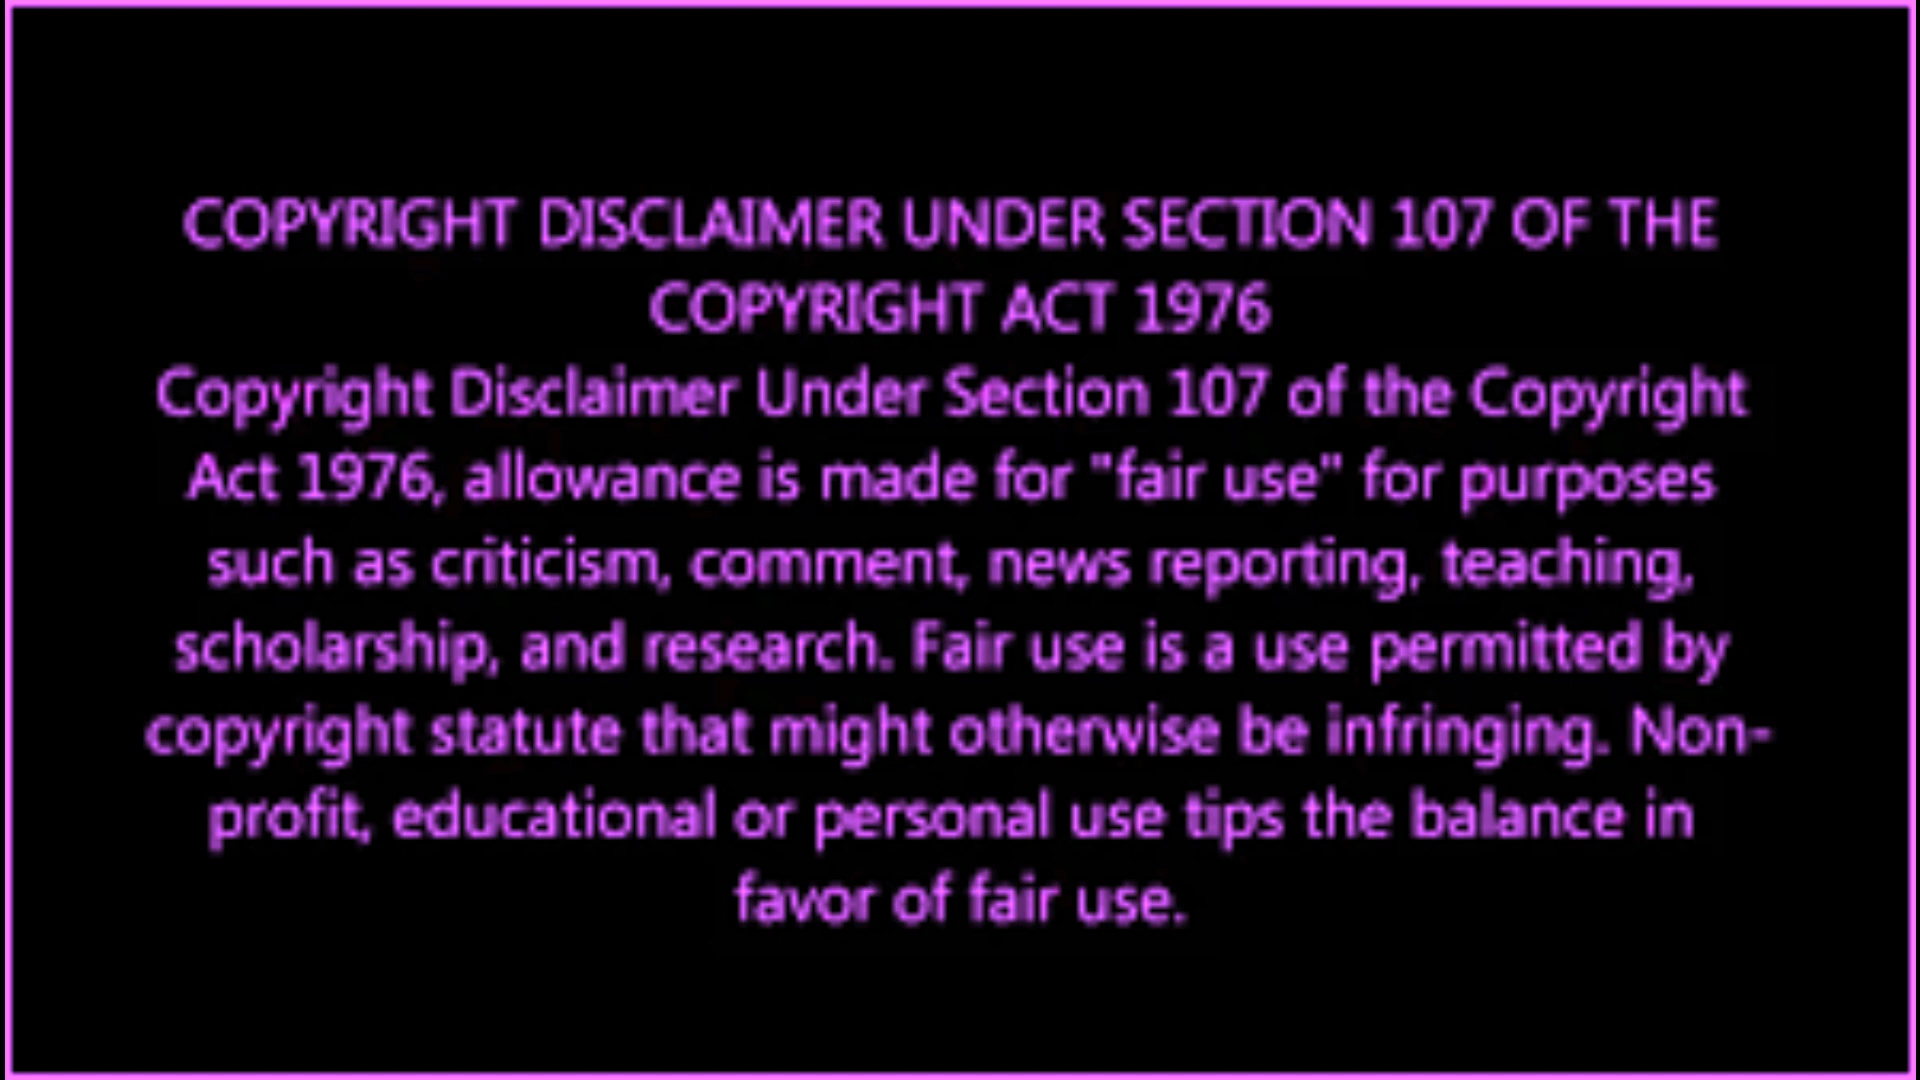 COPYRIGHT DISCLAIMER UNDER SECTION 107 OF THE
COPYRIGHT ACT 1976
Copyright Disclaimer Under Section 107 of the Copyright
Act 1976, allowance is made for "fair use" for purposes
such as criticism, comment, news reporting, teaching,
scholarship, and research. Fair use is a use permitted by
copyright statute that might otherwise be infringing. Non-
profit, educational or personal use tips the balance in
favor of fair use.